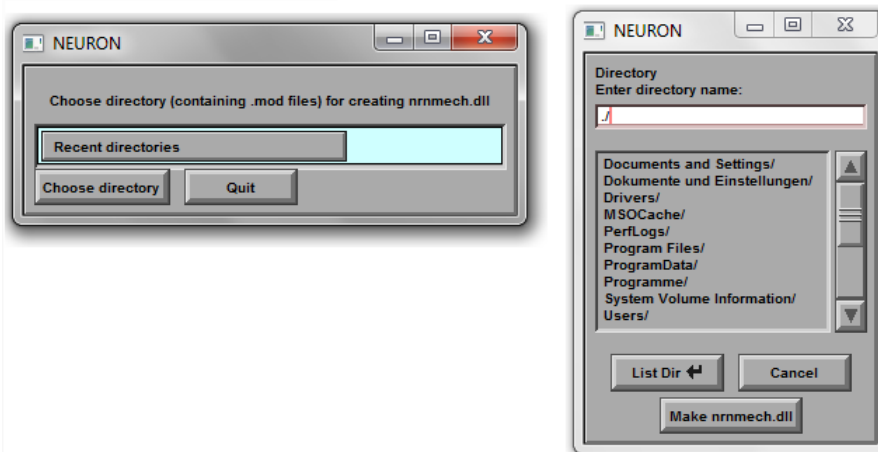 NEURON
Choose directory (containing .mod files) for creating nrnmech.dll
Recent directories
Choose directory
Quit
NEURON
Directory
Enter directory name:
./
Documents and Settings/
Dokumente und Einstellungen/
Drivers/
MSOCache/
PerfLogs/
Program Files/
ProgramData/
Programme/
System Volume Information/
Users/
List Dir
Cancel
Make nrnmech.dll